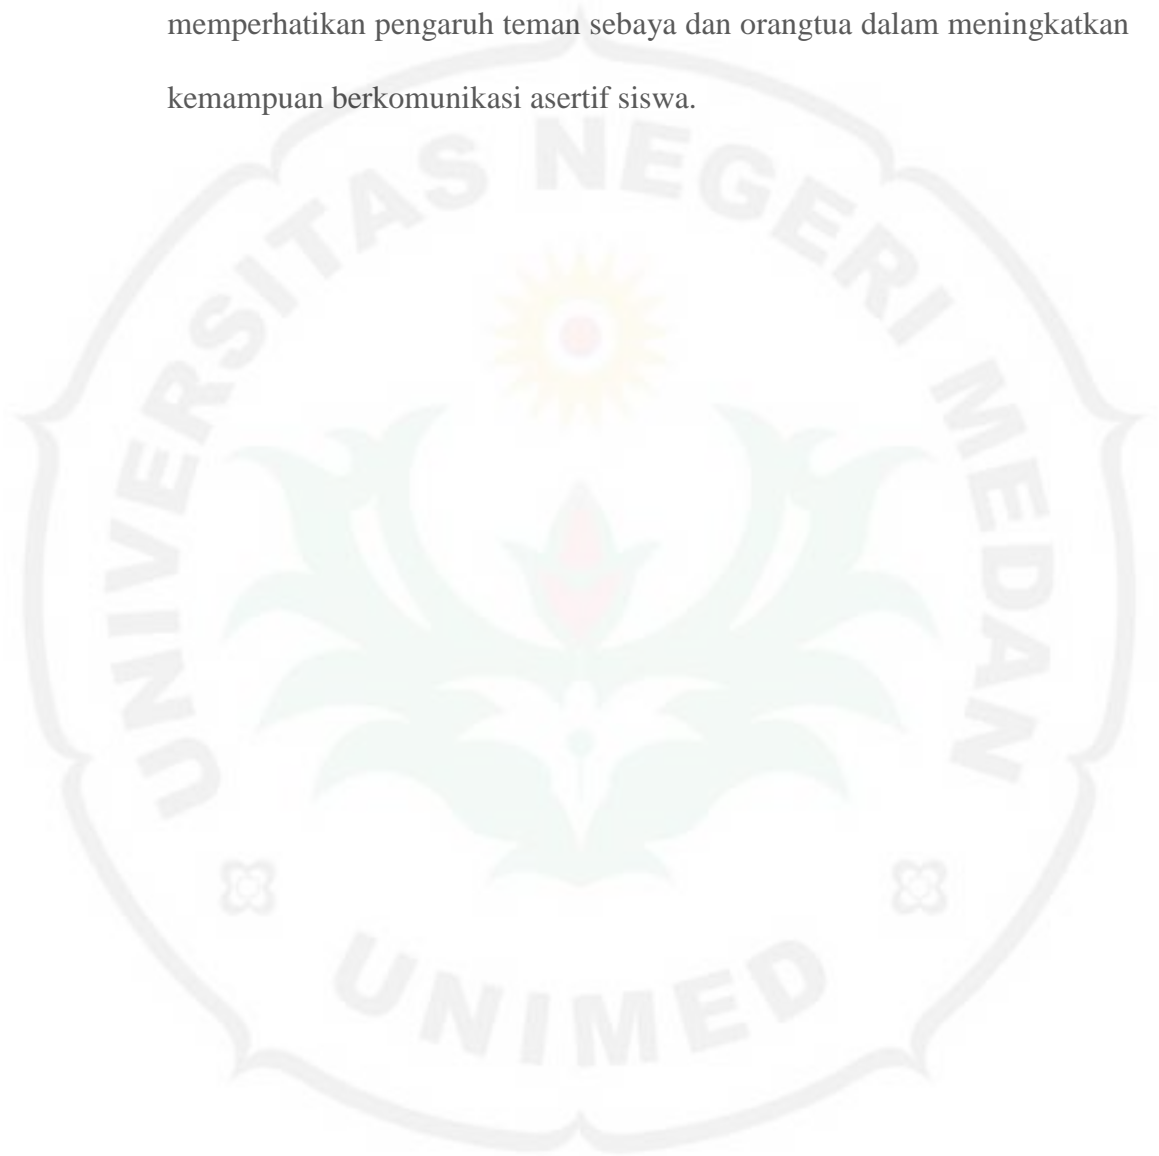 memperhatikan pengaruh teman sebaya dan orangtua dalam meningkatkan
kemampuan berkomunikasi asertif siswa.
UNIVERSITAS NEGERI MEDAN
UNIMED